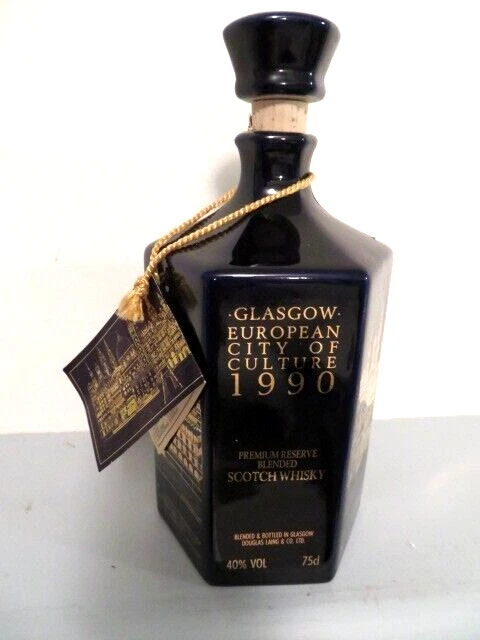 ·GLASGOW·
EUROPEAN
CITY OF
CULTURE
1990
PREMIUM RESERVE
BLENDED
SCOTCH WHISKY
BLENDED & BOTTLED IN GLASGOW
DOUGLAS LAING & CO. LTD.
40% VOL 75cl